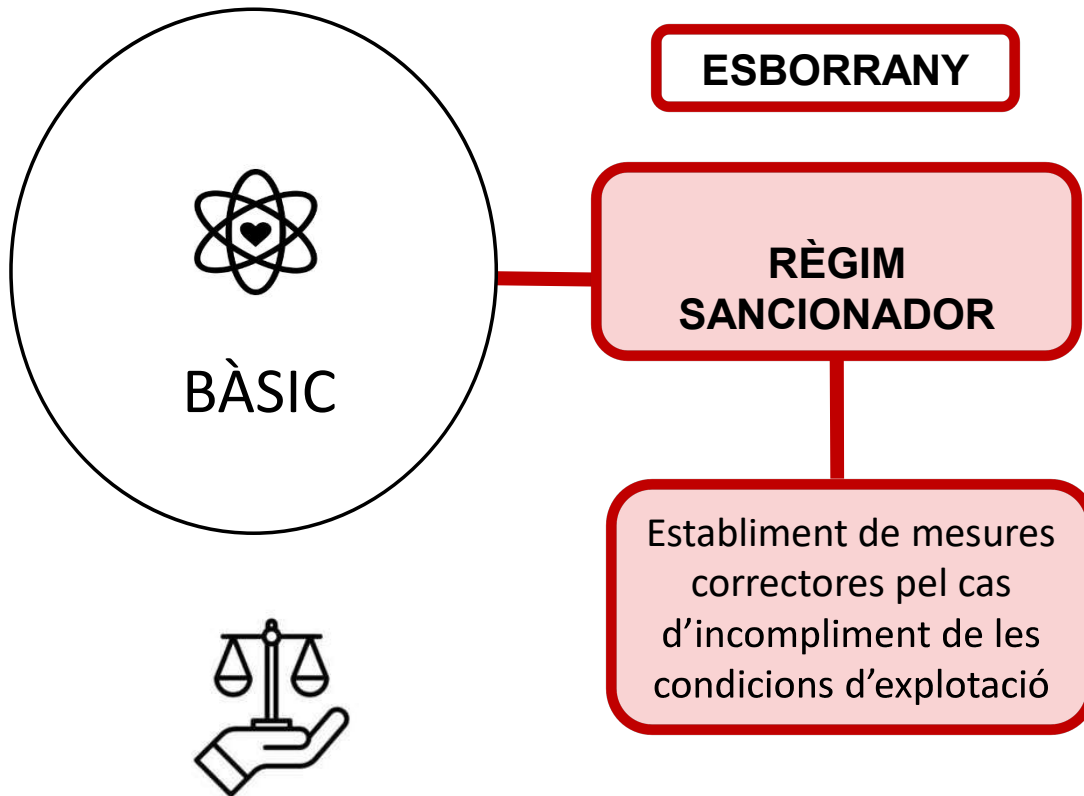 ESBORRANY
RÈGIM
SANCIONADOR
BÀSIC
Establiment de mesures
correctores pel cas
d’incompliment de les
condicions d’explotació